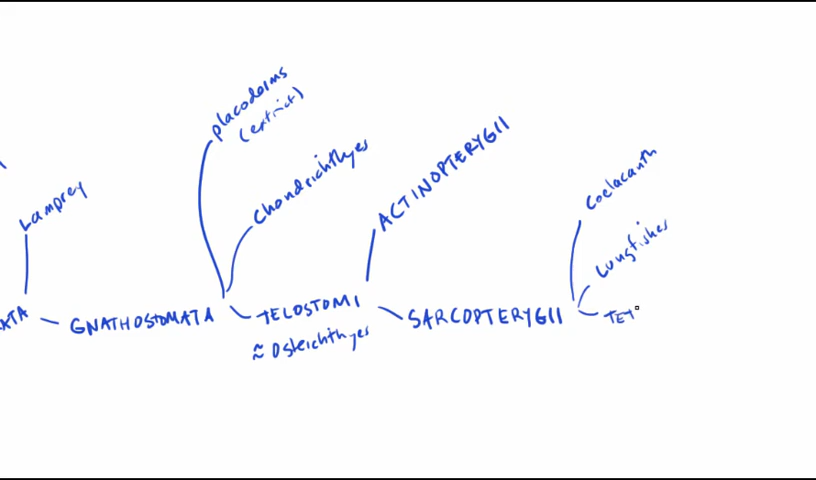 placoderms
(extinct)
Chondrichthyes
ACTINOPTERYGII
Coelacanth
Lamprey
Lungfishes
ATA
GNATHOSTOMATA
TELOSTOMI
SARCOPTERYGII
TET
≈ Osteichthyes